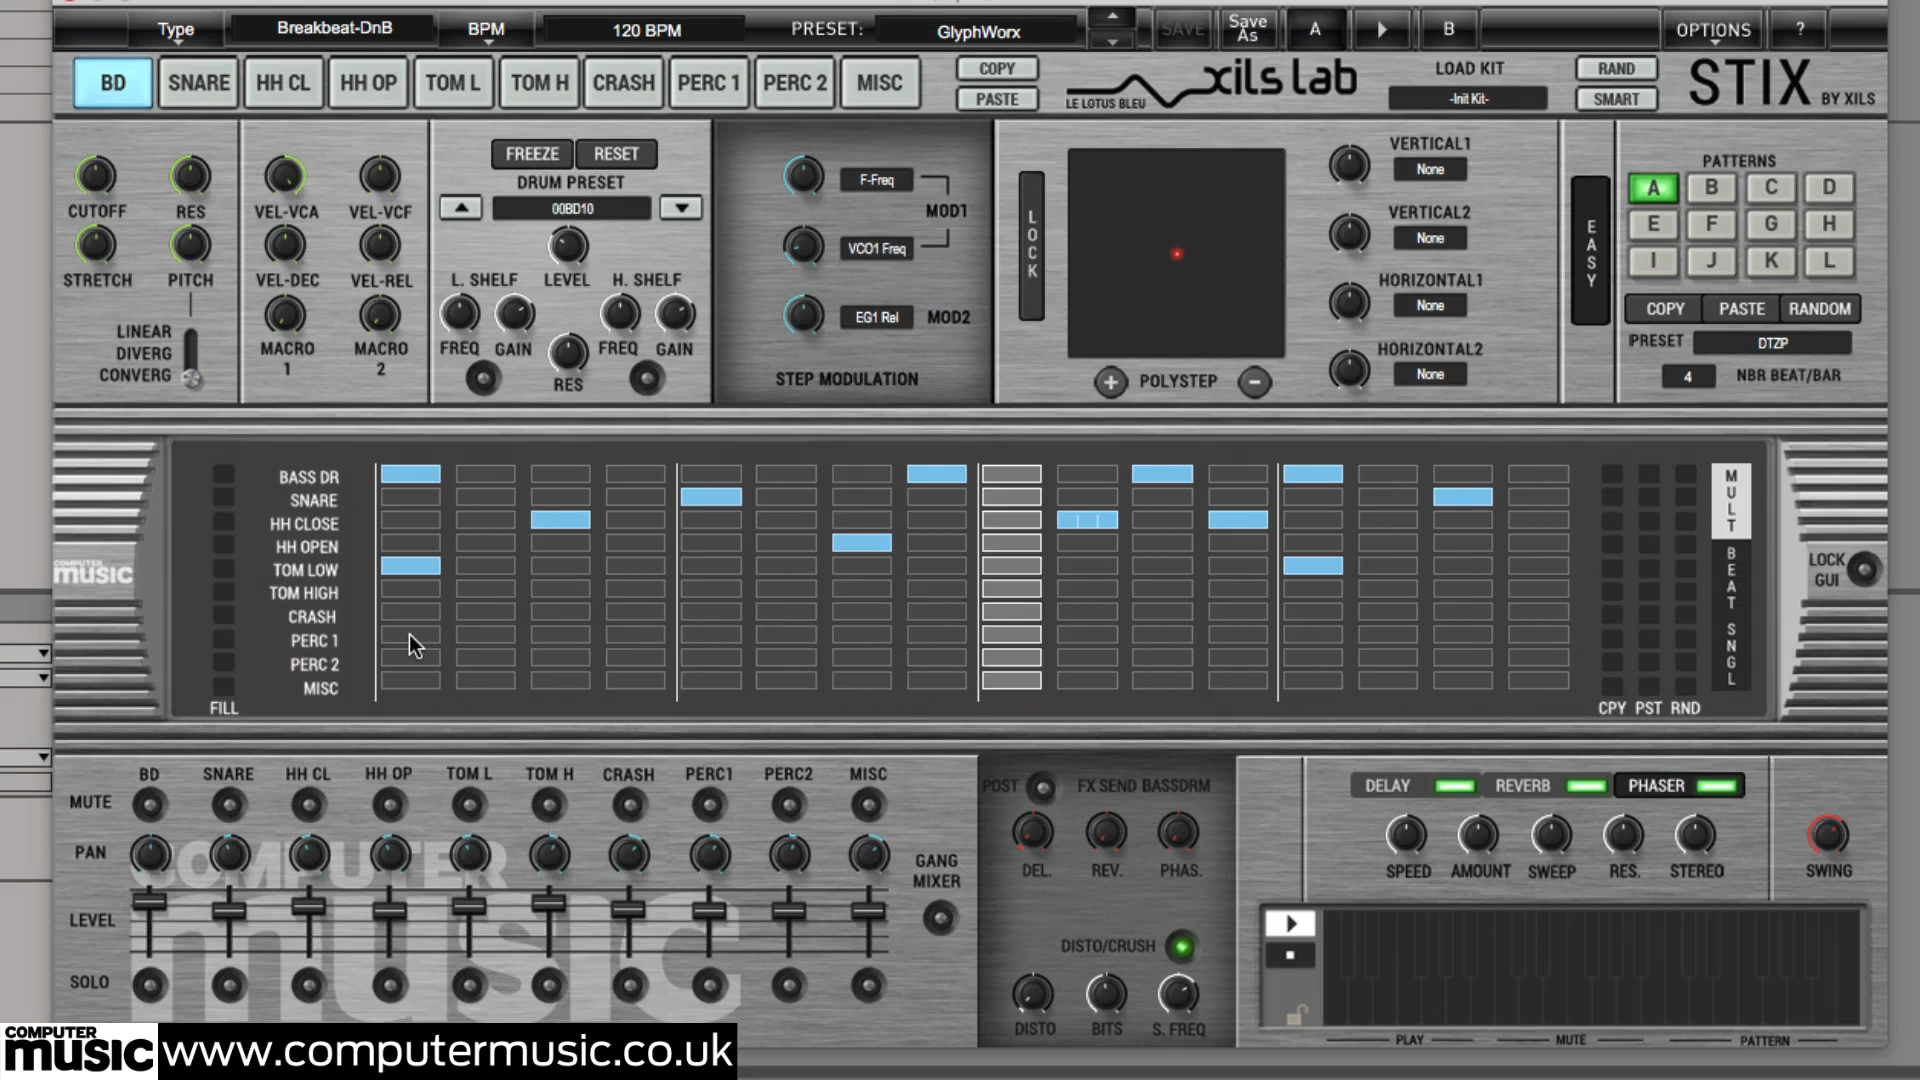 Type Breakbeat-DnB BPM 120 BPM PRESET: GlyphWorx SAVE Save As A B OPTIONS ?
BD SNARE HH CL HH OP TOM L TOM H CRASH PERC 1 PERC 2 MISC
COPY
PASTE
LE LOTUS BLEU
xils lab
LOAD KIT
-Init Kit-
RAND
SMART
STIX BY XILS
CUTOFF RES
STRETCH PITCH
LINEAR
DIVERG
CONVERG
VEL-VCA VEL-VCF
VEL-DEC VEL-REL
MACRO 1 MACRO 2
FREEZE RESET
DRUM PRESET
00BD10
L. SHELF LEVEL H. SHELF
FREQ GAIN RES FREQ GAIN
F-Freq
MOD1
VCO1 Freq
EG1 Rel MOD2
STEP MODULATION
LOCK
POLYSTEP
VERTICAL1
None
VERTICAL2
None
HORIZONTAL1
None
HORIZONTAL2
None
EASY
PATTERNS
A B C D
E F G H
I J K L
COPY PASTE RANDOM
PRESET DTZP
4 NBR BEAT/BAR
BASS DR
SNARE
HH CLOSE
HH OPEN
TOM LOW
TOM HIGH
CRASH
PERC 1
PERC 2
MISC
FILL
CPY PST RND
MULT
BEAT
SNGL
COMPUTER
music
LOCK
GUI
BD SNARE HH CL HH OP TOM L TOM H CRASH PERC1 PERC2 MISC
MUTE
PAN
LEVEL
SOLO
COMPUTER
music
GANG
MIXER
POST FX SEND BASSDRM
DEL. REV. PHAS.
DISTO/CRUSH
DISTO BITS S. FREQ
DELAY REVERB PHASER
SPEED AMOUNT SWEEP RES. STEREO
SWING
PLAY MUTE PATTERN
COMPUTER
music
www.computermusic.co.uk